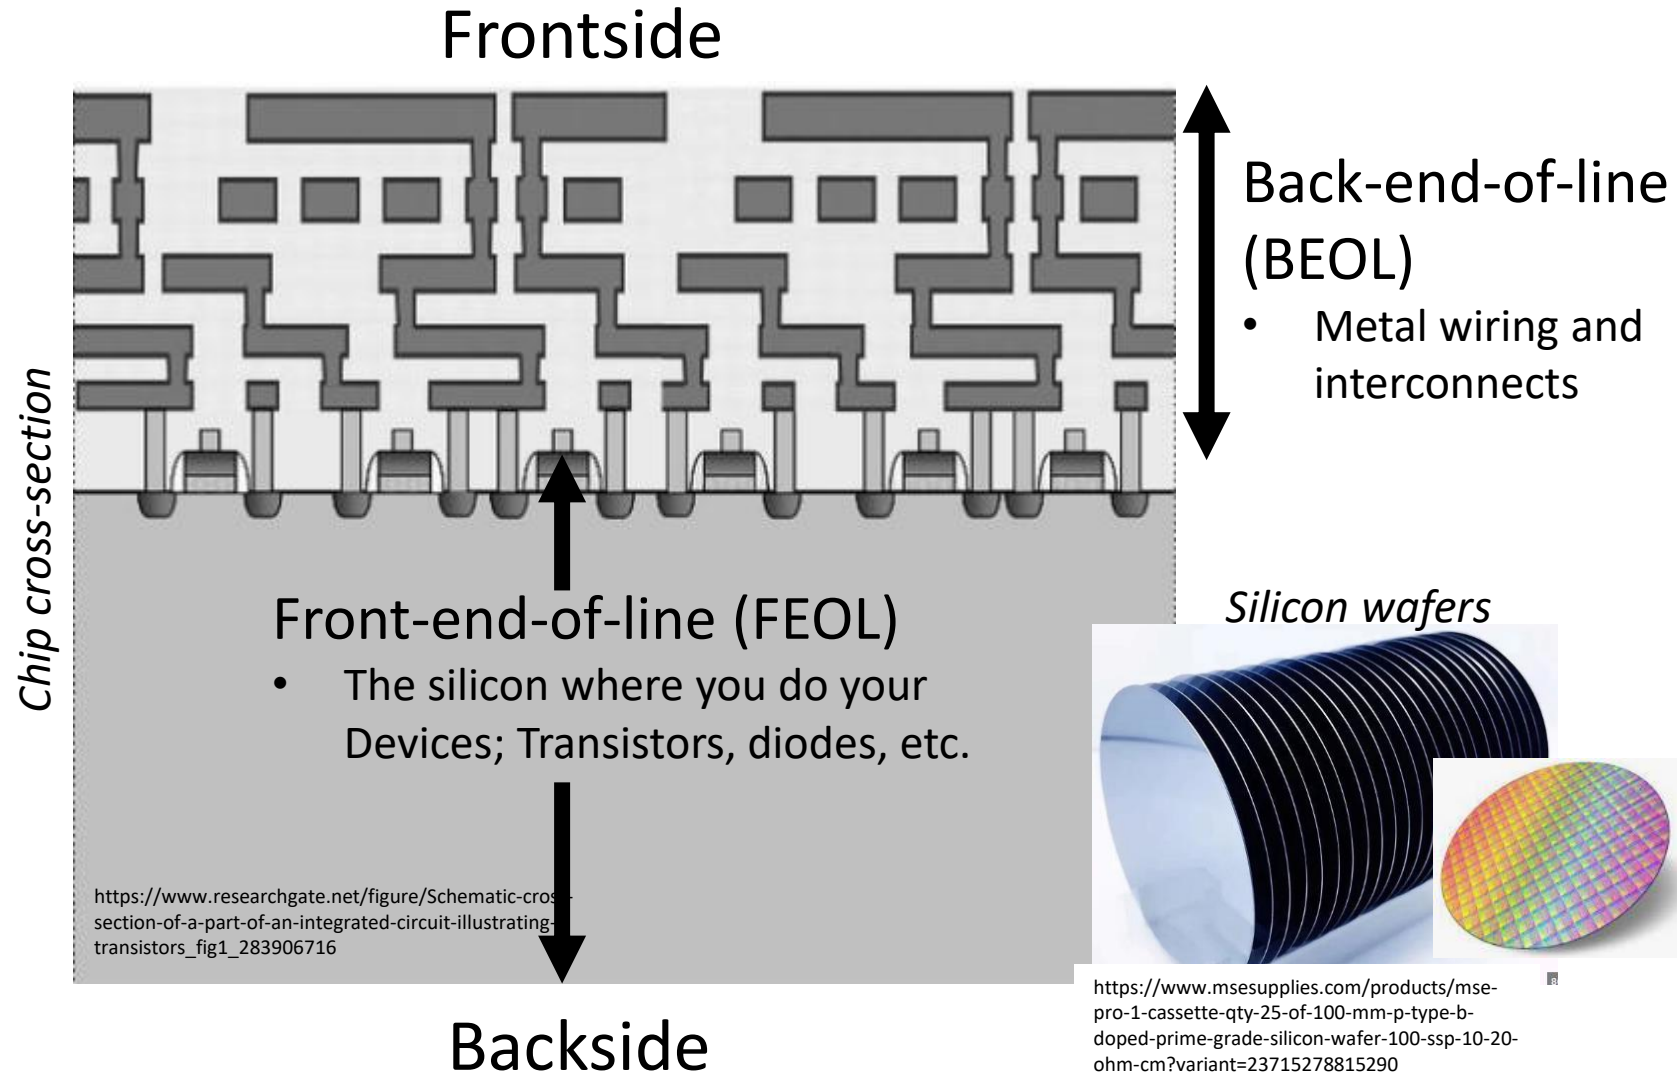 Frontside
Chip cross-section
Back-end-of-line
(BEOL)
• Metal wiring and
interconnects
Front-end-of-line (FEOL)
• The silicon where you do your
Devices; Transistors, diodes, etc.
https://www.researchgate.net/figure/Schematic-cross-
section-of-a-part-of-an-integrated-circuit-illustrating-
transistors_fig1_283906716
Silicon wafers
https://www.msesupplies.com/products/mse-
pro-1-cassette-qty-25-of-100-mm-p-type-b-
doped-prime-grade-silicon-wafer-100-ssp-10-20-
ohm-cm?variant=23715278815290
Backside